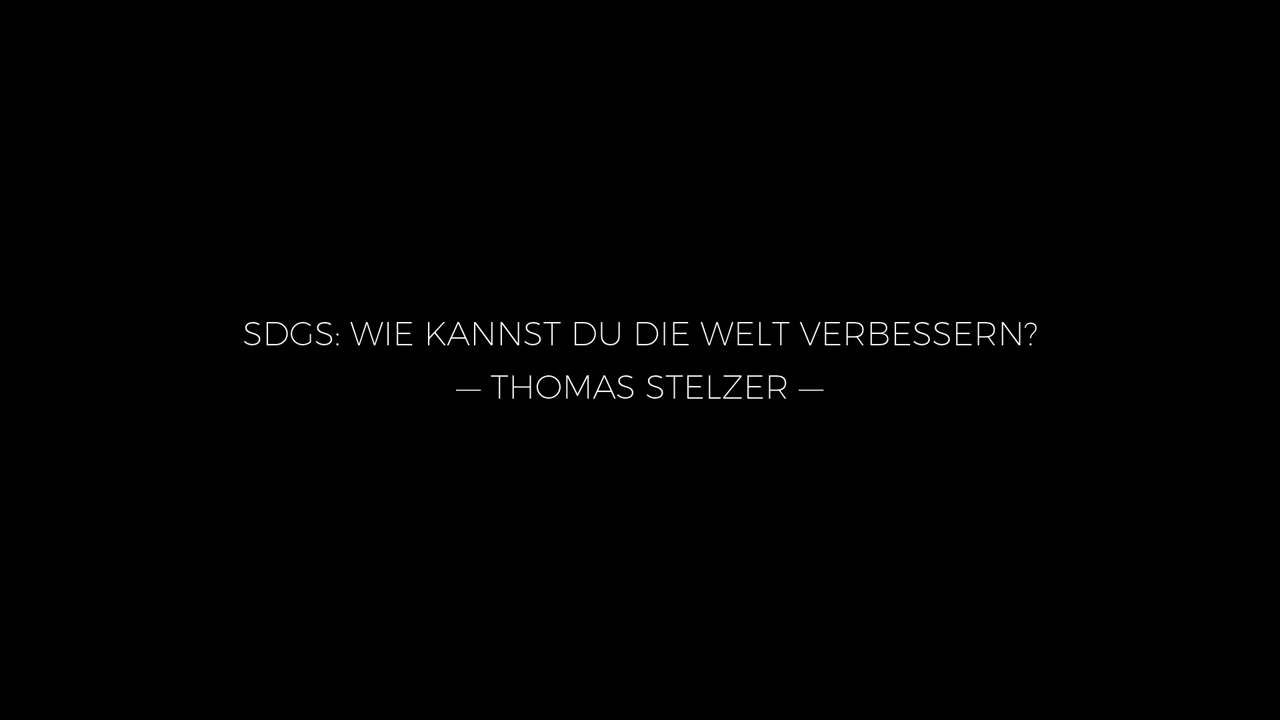 SDGS: WIE KANNST DU DIE WELT VERBESSERN?
— THOMAS STELZER —